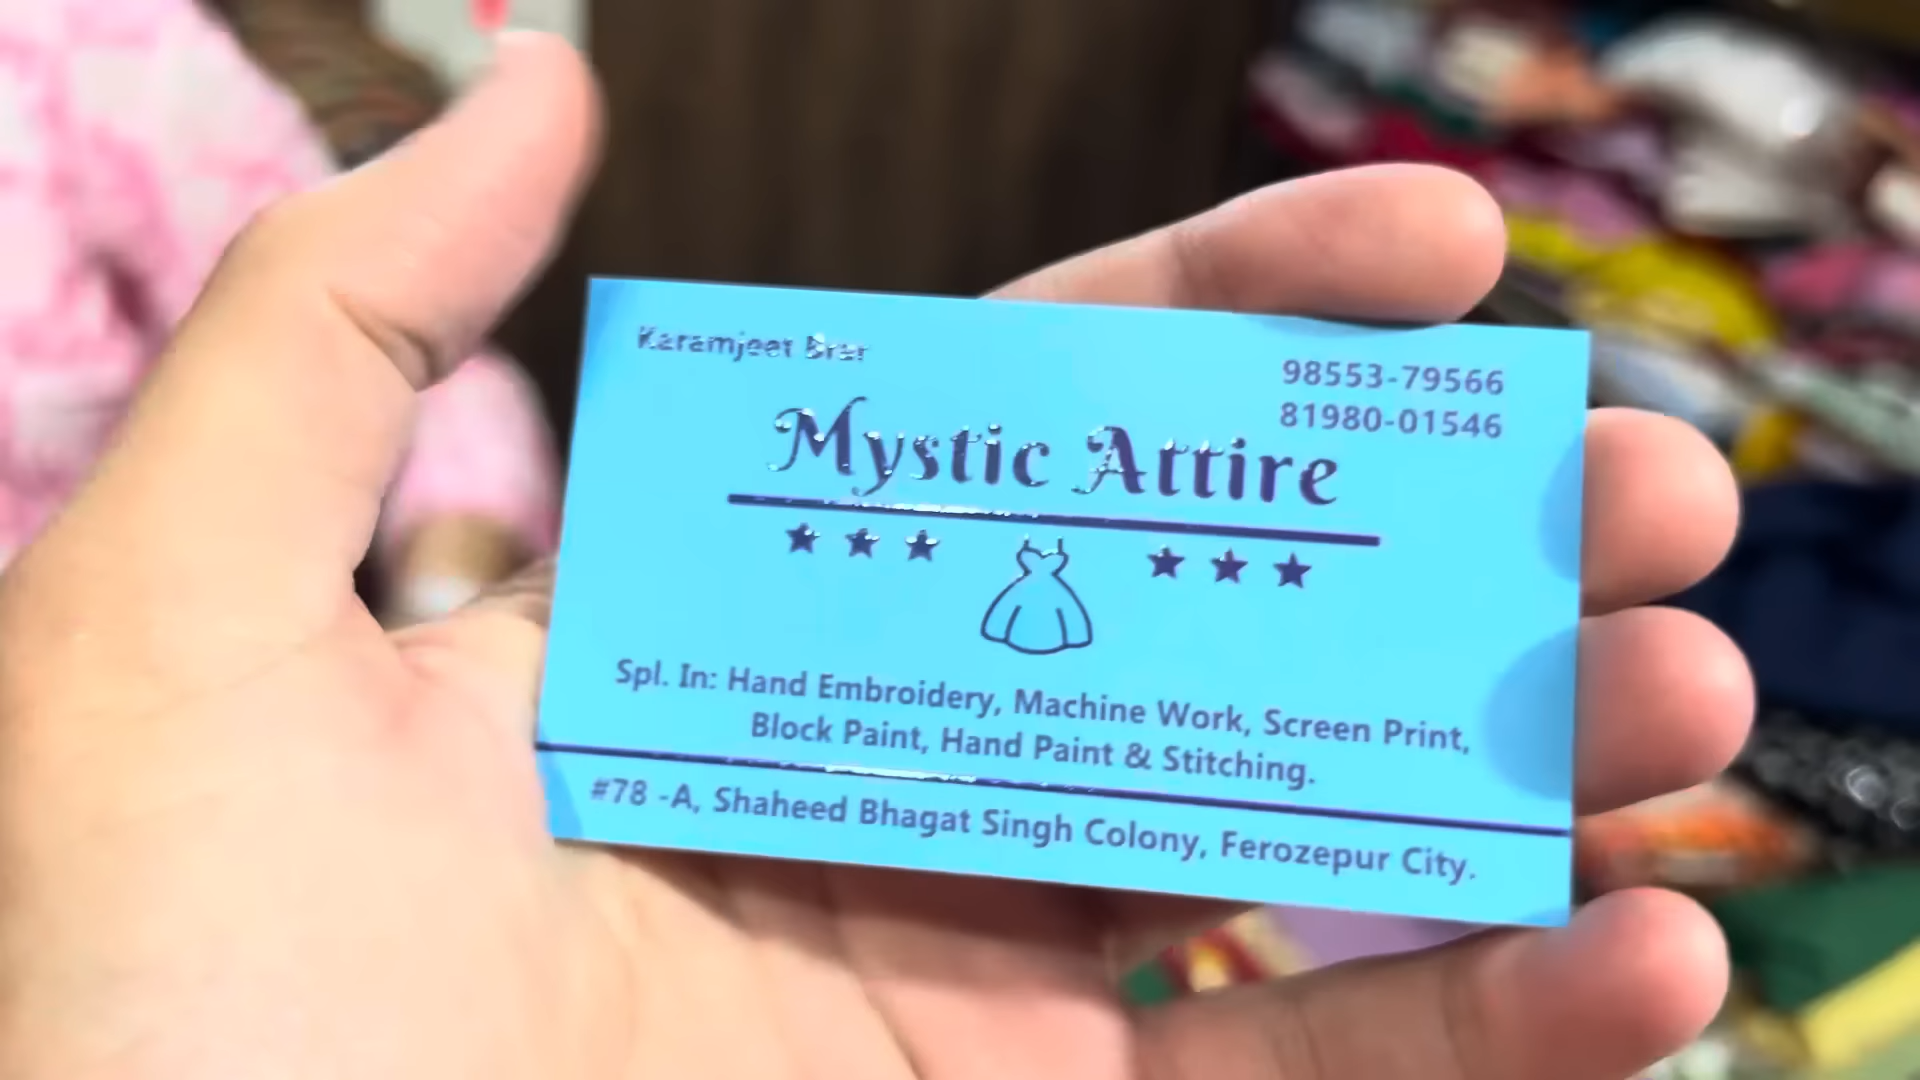 Karamjeet Brar
98553-79566
81980-01546
Mystic Attire
Spl. In: Hand Embroidery, Machine Work, Screen Print,
Block Paint, Hand Paint & Stitching.
#78 -A, Shaheed Bhagat Singh Colony, Ferozepur City.